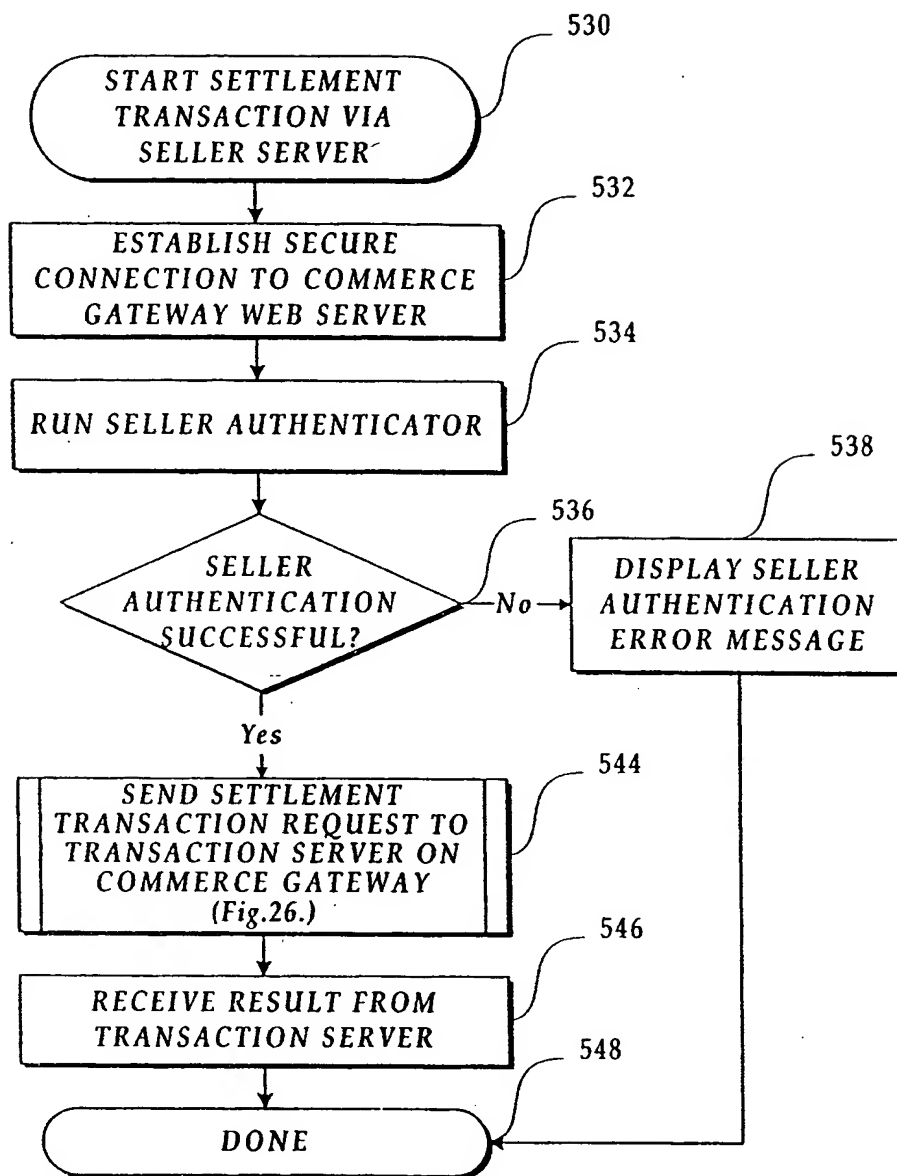 530
START SETTLEMENT
TRANSACTION VIA
SELLER SERVER
532
ESTABLISH SECURE
CONNECTION TO COMMERCE
GATEWAY WEB SERVER
534
RUN SELLER AUTHENTICATOR
536
SELLER
AUTHENTICATION
SUCCESSFUL?
No
538
DISPLAY SELLER
AUTHENTICATION
ERROR MESSAGE
Yes
544
SEND SETTLEMENT
TRANSACTION REQUEST TO
TRANSACTION SERVER ON
COMMERCE GATEWAY
(Fig.26.)
546
RECEIVE RESULT FROM
TRANSACTION SERVER
548
DONE